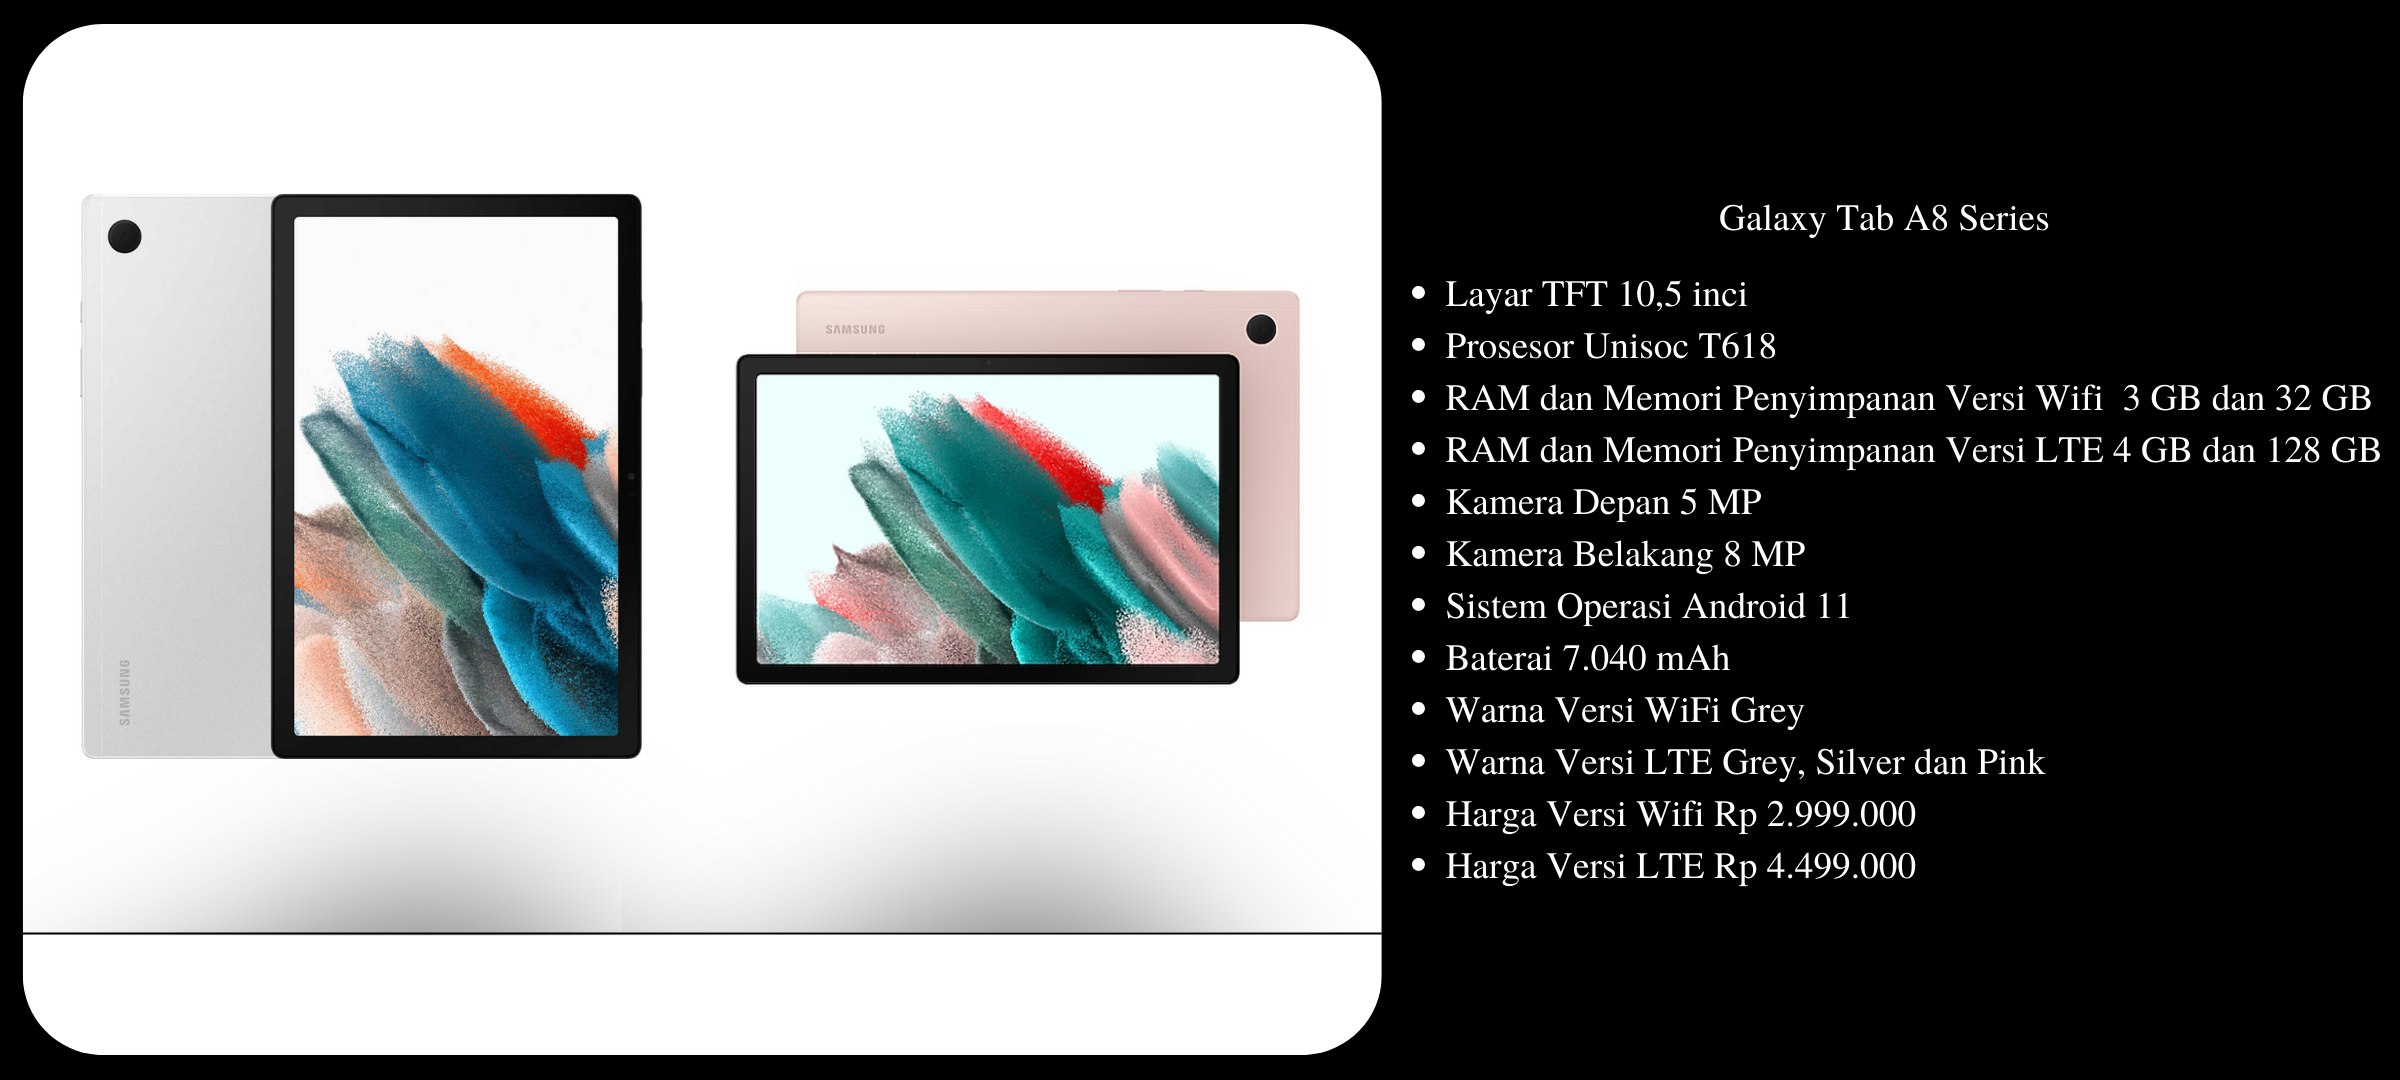 SAMSUNG
SAMSUNG
Galaxy Tab A8 Series
Layar TFT 10,5 inci
Prosesor Unisoc T618
RAM dan Memori Penyimpanan Versi Wifi  3 GB dan 32 GB
RAM dan Memori Penyimpanan Versi LTE 4 GB dan 128 GB
Kamera Depan 5 MP
Kamera Belakang 8 MP
Sistem Operasi Android 11
Baterai 7.040 mAh
Warna Versi WiFi Grey
Warna Versi LTE Grey, Silver dan Pink
Harga Versi Wifi Rp 2.999.000
Harga Versi LTE Rp 4.499.000